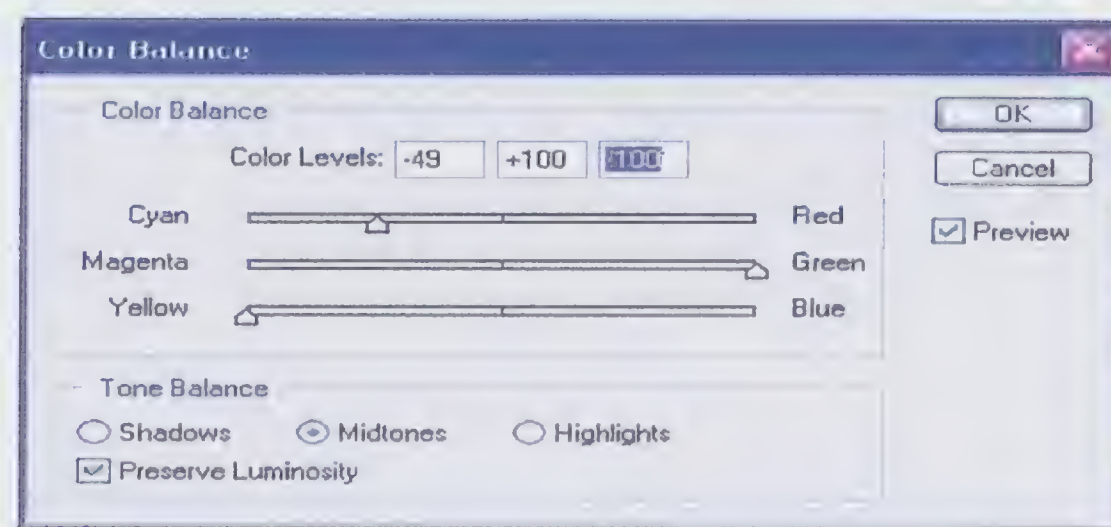 Color Balance
Color Balance
Color Levels: -49 +100 -100
OK
Cancel
Preview
Cyan Red
Magenta Green
Yellow Blue
Tone Balance
Shadows Midtones Highlights
Preserve Luminosity